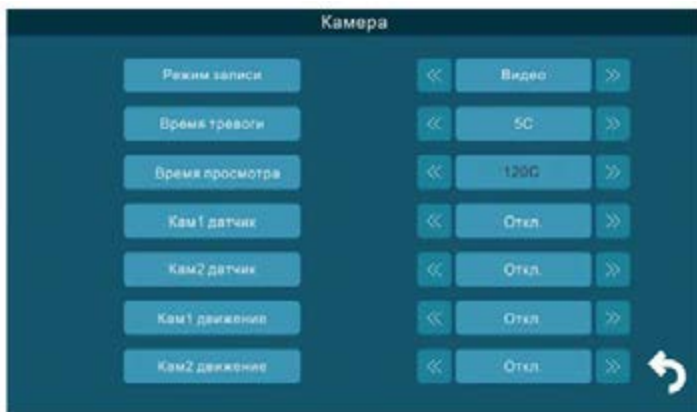 Камера
Режим записи Видео
Время тревоги 5С
Время просмотра 120С
Кам1 датчик Откл.
Кам2 датчик Откл.
Кам1 движение Откл.
Кам2 движение Откл.